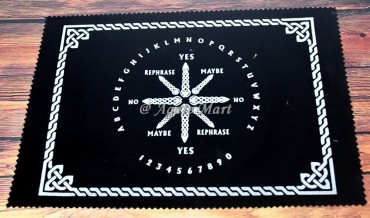 ABCDEFGHIJKLMNOPQRSTUVWXYZ
YES
REPHRASE MAYBE
NO NO
MAYBE REPHRASE
YES
1234567890